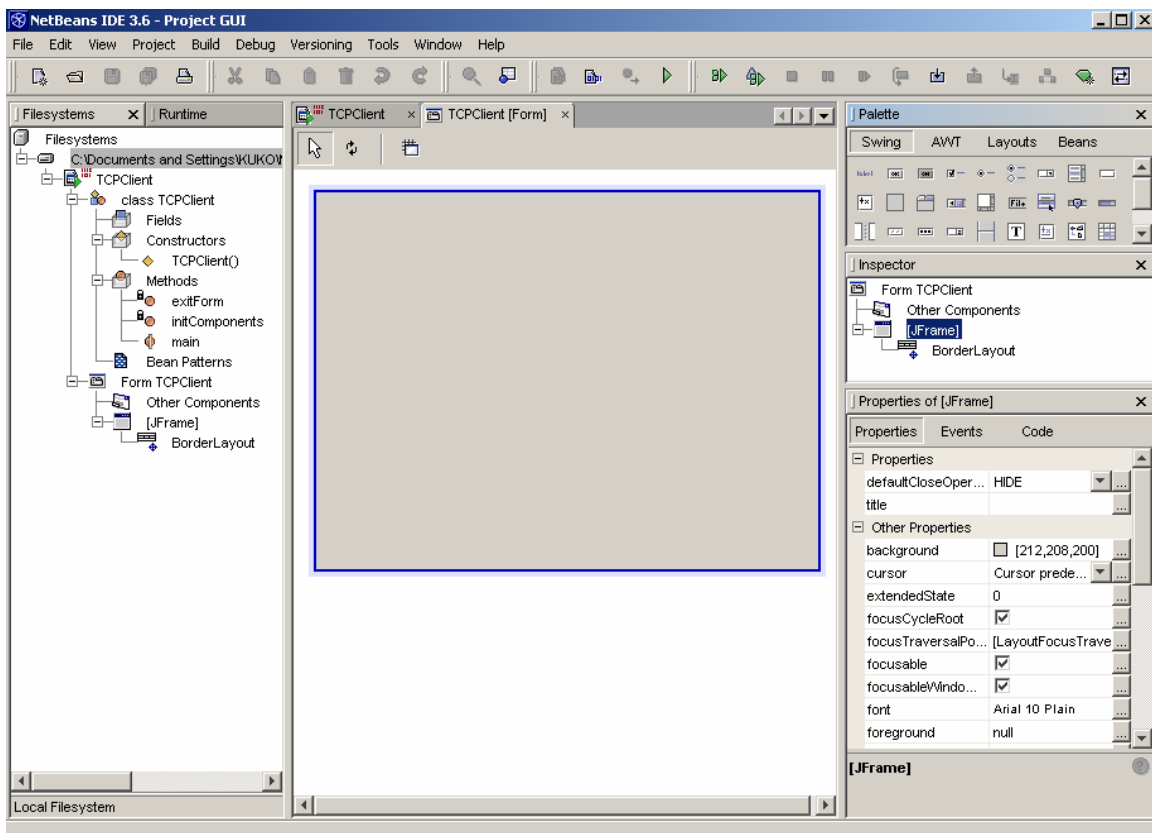 NetBeans IDE 3.6 - Project GUI
File Edit View Project Build Debug Versioning Tools Window Help
Filesystems Runtime
Filesystems
C:\Documents and Settings\KUKO\
TCPClient
class TCPClient
Fields
Constructors
TCPClient()
Methods
exitForm
initComponents
main
Bean Patterns
Form TCPClient
Other Components
[JFrame]
BorderLayout
Local Filesystem
TCPClient TCPClient [Form]
Palette
Swing AWT Layouts Beans
Inspector
Form TCPClient
Other Components
[JFrame]
BorderLayout
Properties of [JFrame]
Properties Events Code
Properties
defaultCloseOper... HIDE
title
Other Properties
background [212,208,200]
cursor Cursor prede...
extendedState 0
focusCycleRoot
focusTraversalPo... [LayoutFocusTrave
focusable
focusableWindo...
font Arial 10 Plain
foreground null
[JFrame]